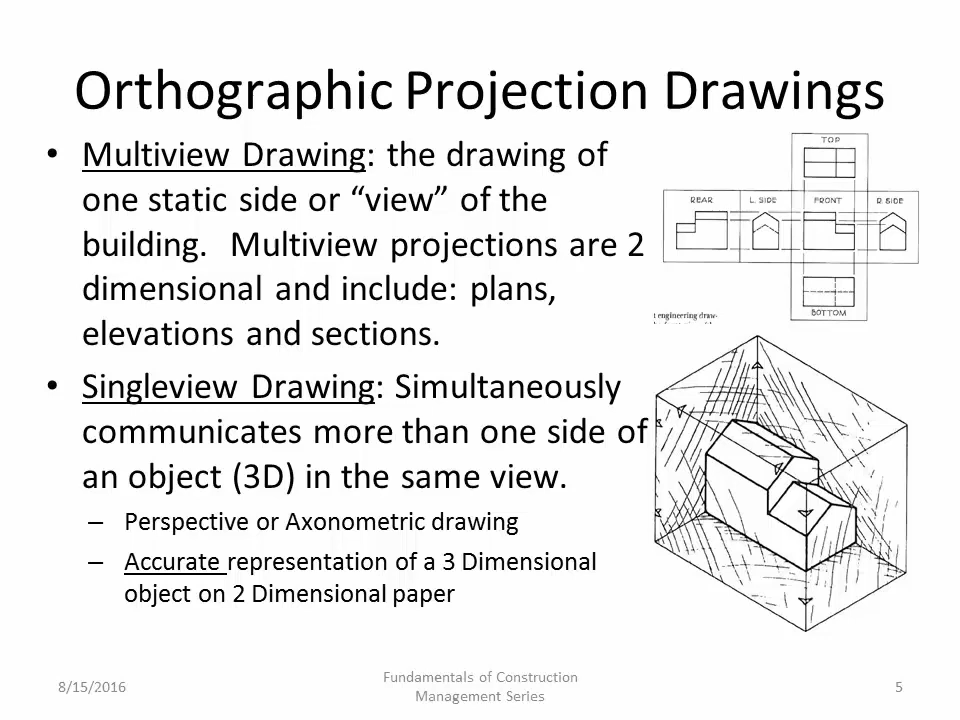 Orthographic Projection Drawings
• Multiview Drawing: the drawing of
one static side or “view” of the
building.  Multiview projections are 2
dimensional and include: plans,
elevations and sections.
• Singleview Drawing: Simultaneously
communicates more than one side of
an object (3D) in the same view.
– Perspective or Axonometric drawing
– Accurate representation of a 3 Dimensional
object on 2 Dimensional paper
TOP
REAR L. SIDE FRONT R. SIDE
BOTTOM
t engineering draw-
8/15/2016
Fundamentals of Construction
Management Series
5